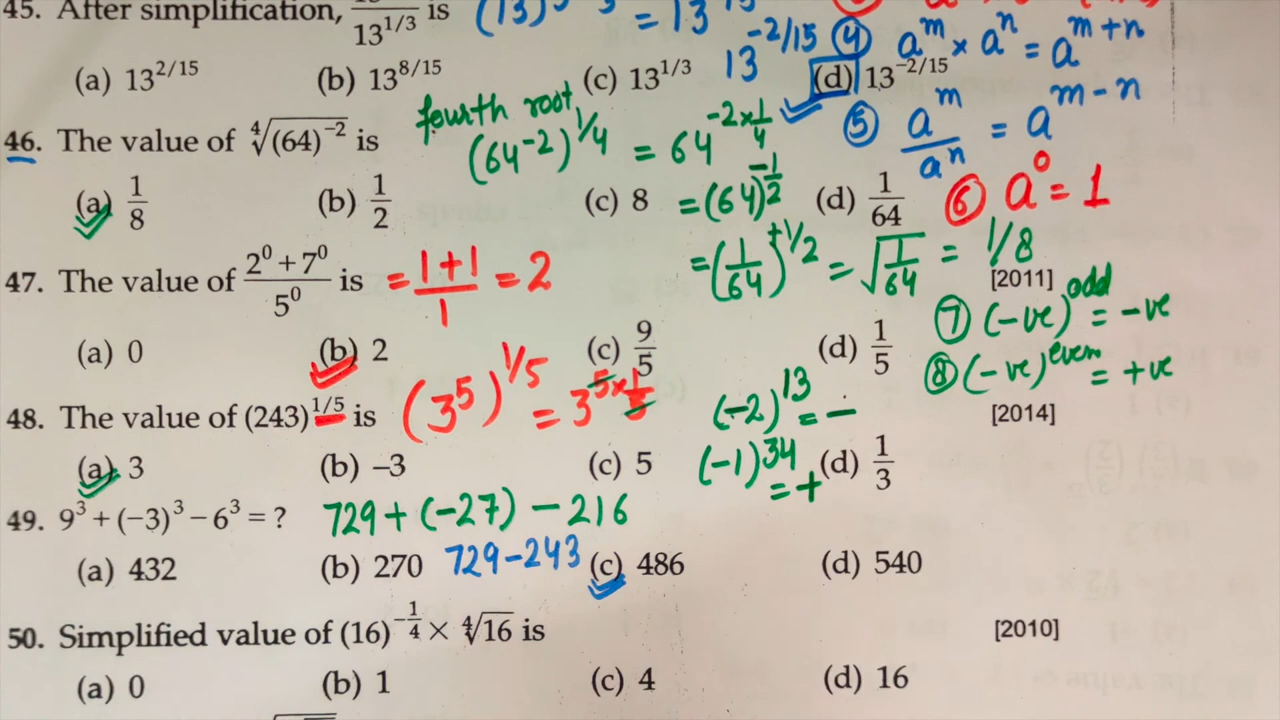 45. After simplification, 13^{1/3} is (13) = 13
13^{-2/15} ④ a^m × a^n = a^{m+n}
(a) 13^{2/15} (b) 13^{8/15} (c) 13^{1/3} (d) 13^{-2/15}
fourth root
⑤ a^m/a^n = a^{m-n}
46. The value of ∜(64)^{-2} is (64^{-2})^{1/4} = 64^{-2×1/4}
(a) 1/8 (b) 1/2 (c) 8 = (64)^{-1/2} (d) 1/64 ⑥ a^0 = 1
= (1/64)^{+1/2} = √(1/64) = 1/8
47. The value of (2^0 + 7^0)/5^0 is = (1+1)/1 = 2 [2011]
⑦ (-ve)^{odd} = -ve
(a) 0 (b) 2 (c) 9/5 (d) 1/5
⑧ (-ve)^{even} = +ve
48. The value of (243)^{1/5} is (3^5)^{1/5} = 3^{5×1/5} (-2)^{13} = - [2014]
(a) 3 (b) –3 (c) 5 (-1)^{34} = + (d) 1/3
49. 9^3 + (–3)^3 – 6^3 = ? 729 + (-27) - 216
(a) 432 (b) 270 729-243 (c) 486 (d) 540
50. Simplified value of (16)^{-1/4} × ∜16 is [2010]
(a) 0 (b) 1 (c) 4 (d) 16